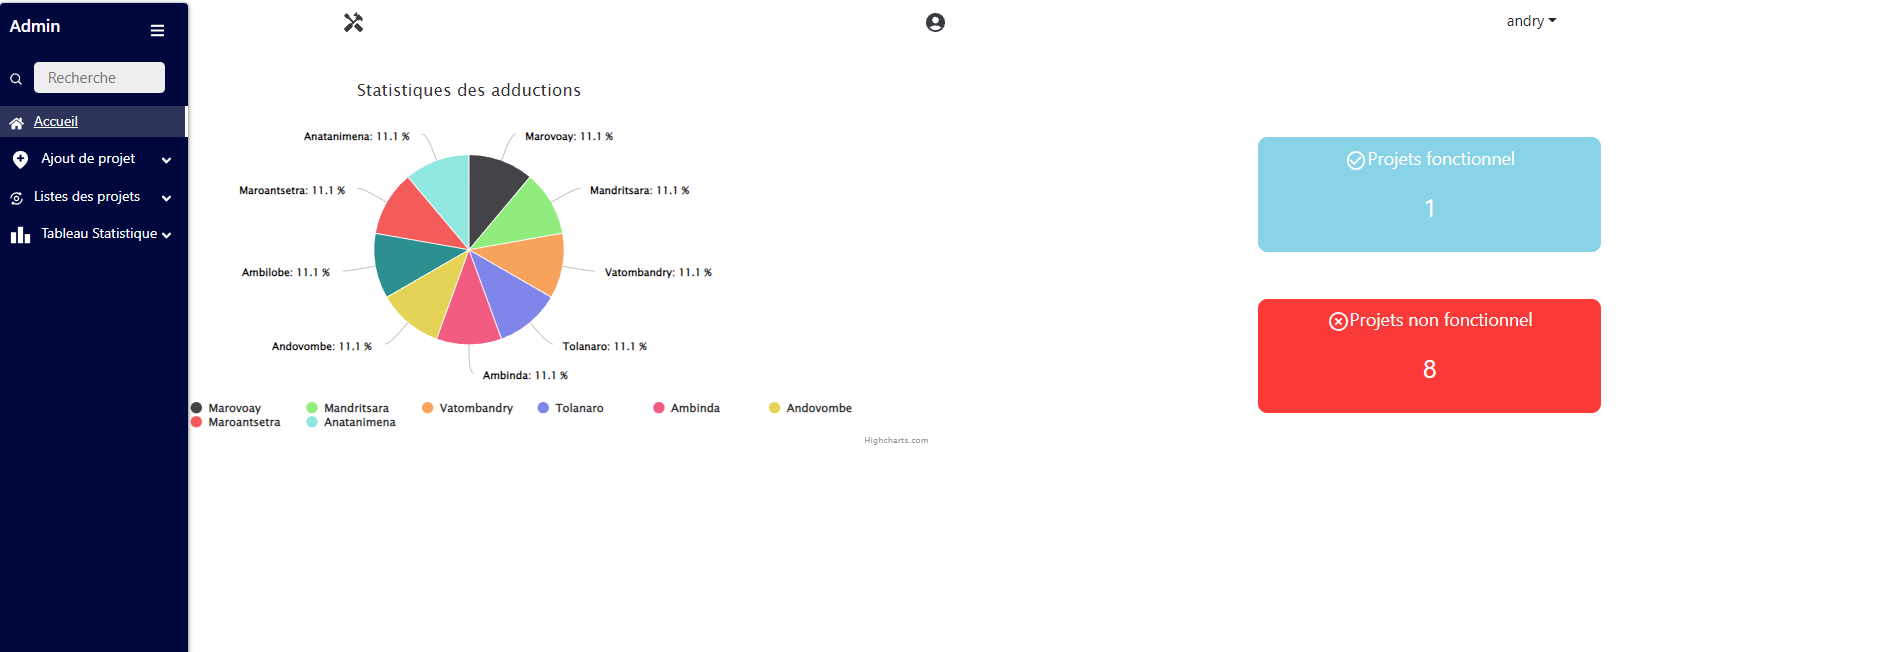 Admin
Recherche
Accueil
Ajout de projet
Listes des projets
Tableau Statistique
andry
Statistiques des adductions
Anatanimena: 11.1 %
Marovoay: 11.1 %
Maroantsetra: 11.1 %
Mandritsara: 11.1 %
Ambilobe: 11.1 %
Vatombandry: 11.1 %
Andovombe: 11.1 %
Tolanaro: 11.1 %
Ambinda: 11.1 %
Marovoay Mandritsara Vatombandry Tolanaro Ambinda Andovombe
Maroantsetra Anatanimena
Highcharts.com
Projets fonctionnel
1
Projets non fonctionnel
8